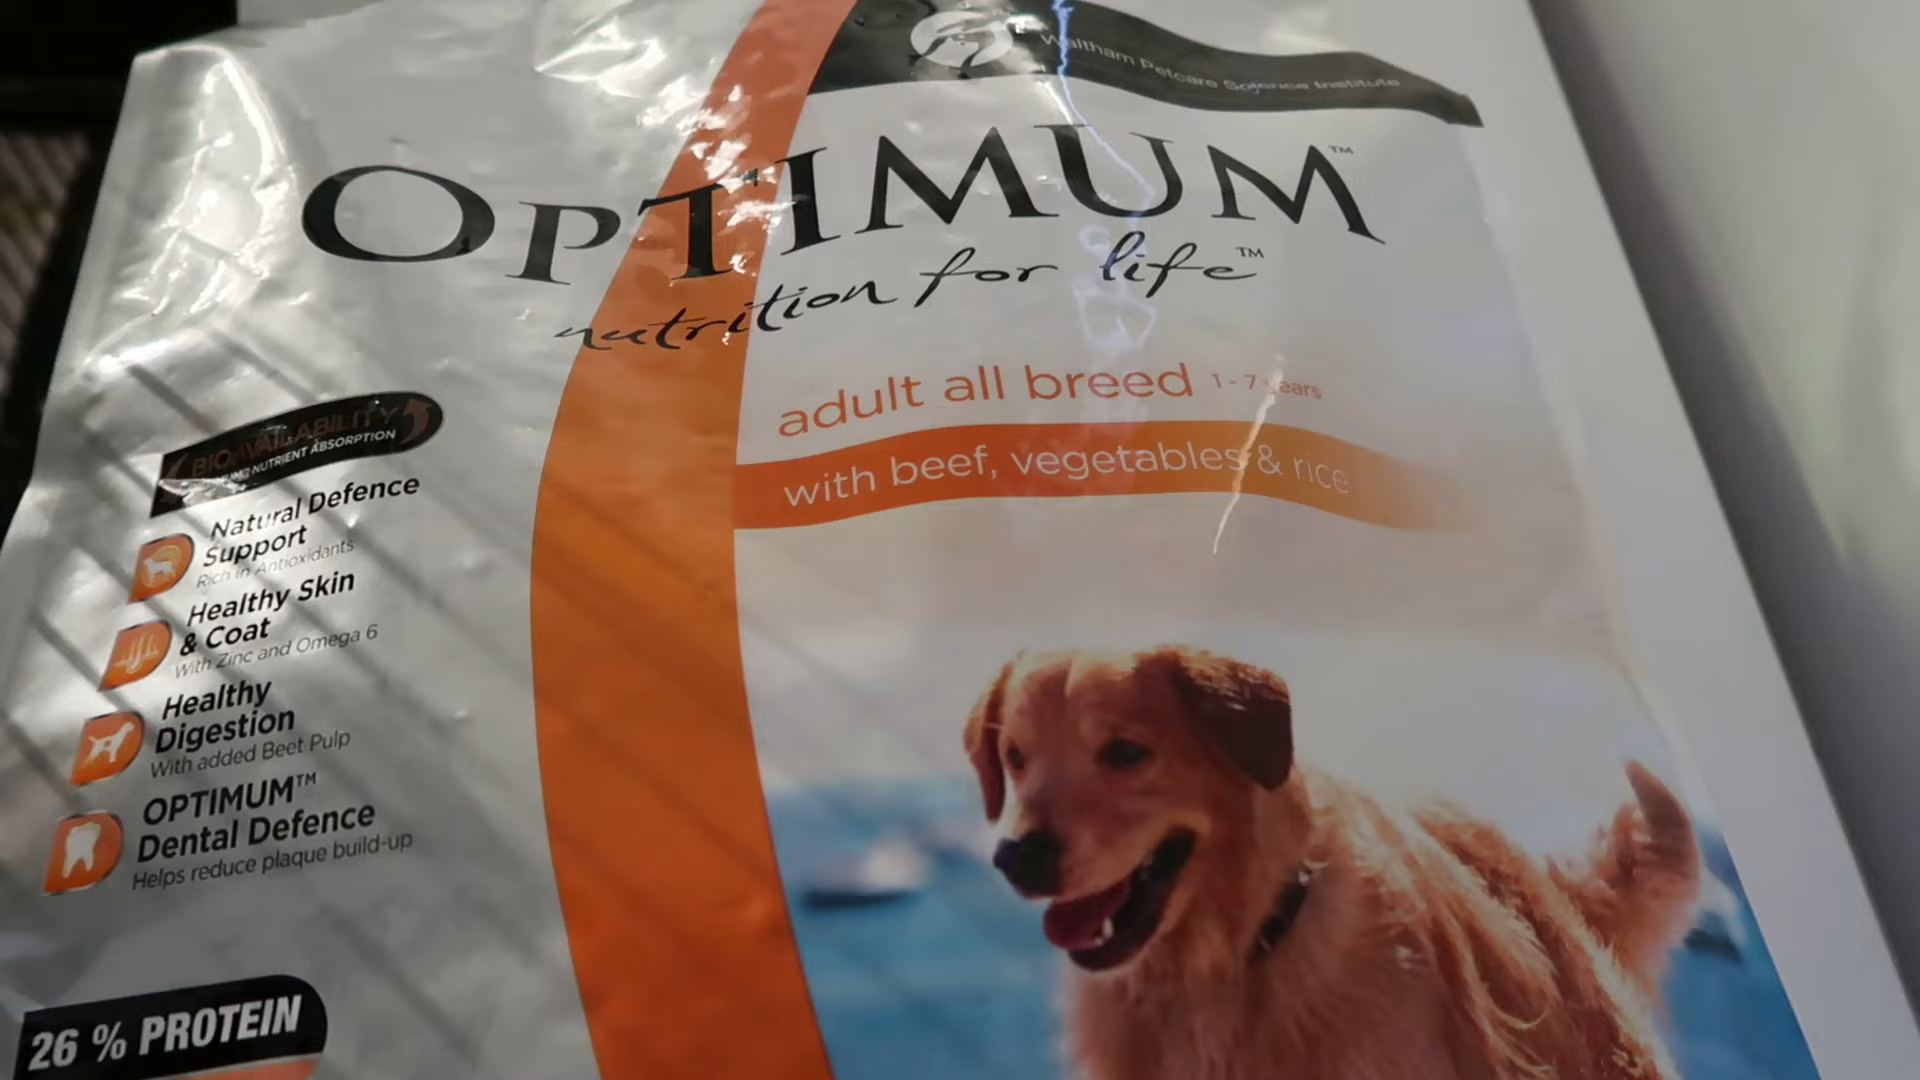 Waltham Petcare Science Institute
OPTIMUM™
nutrition for life™
adult all breed 1-7 years
with beef, vegetables & rice
BIOAVAILABILITY
NUTRIENT ABSORPTION
Natural Defence
Support
Rich in Antioxidants
Healthy Skin
& Coat
With Zinc and Omega 6
Healthy
Digestion
With added Beet Pulp
OPTIMUM™
Dental Defence
Helps reduce plaque build-up
26 % PROTEIN